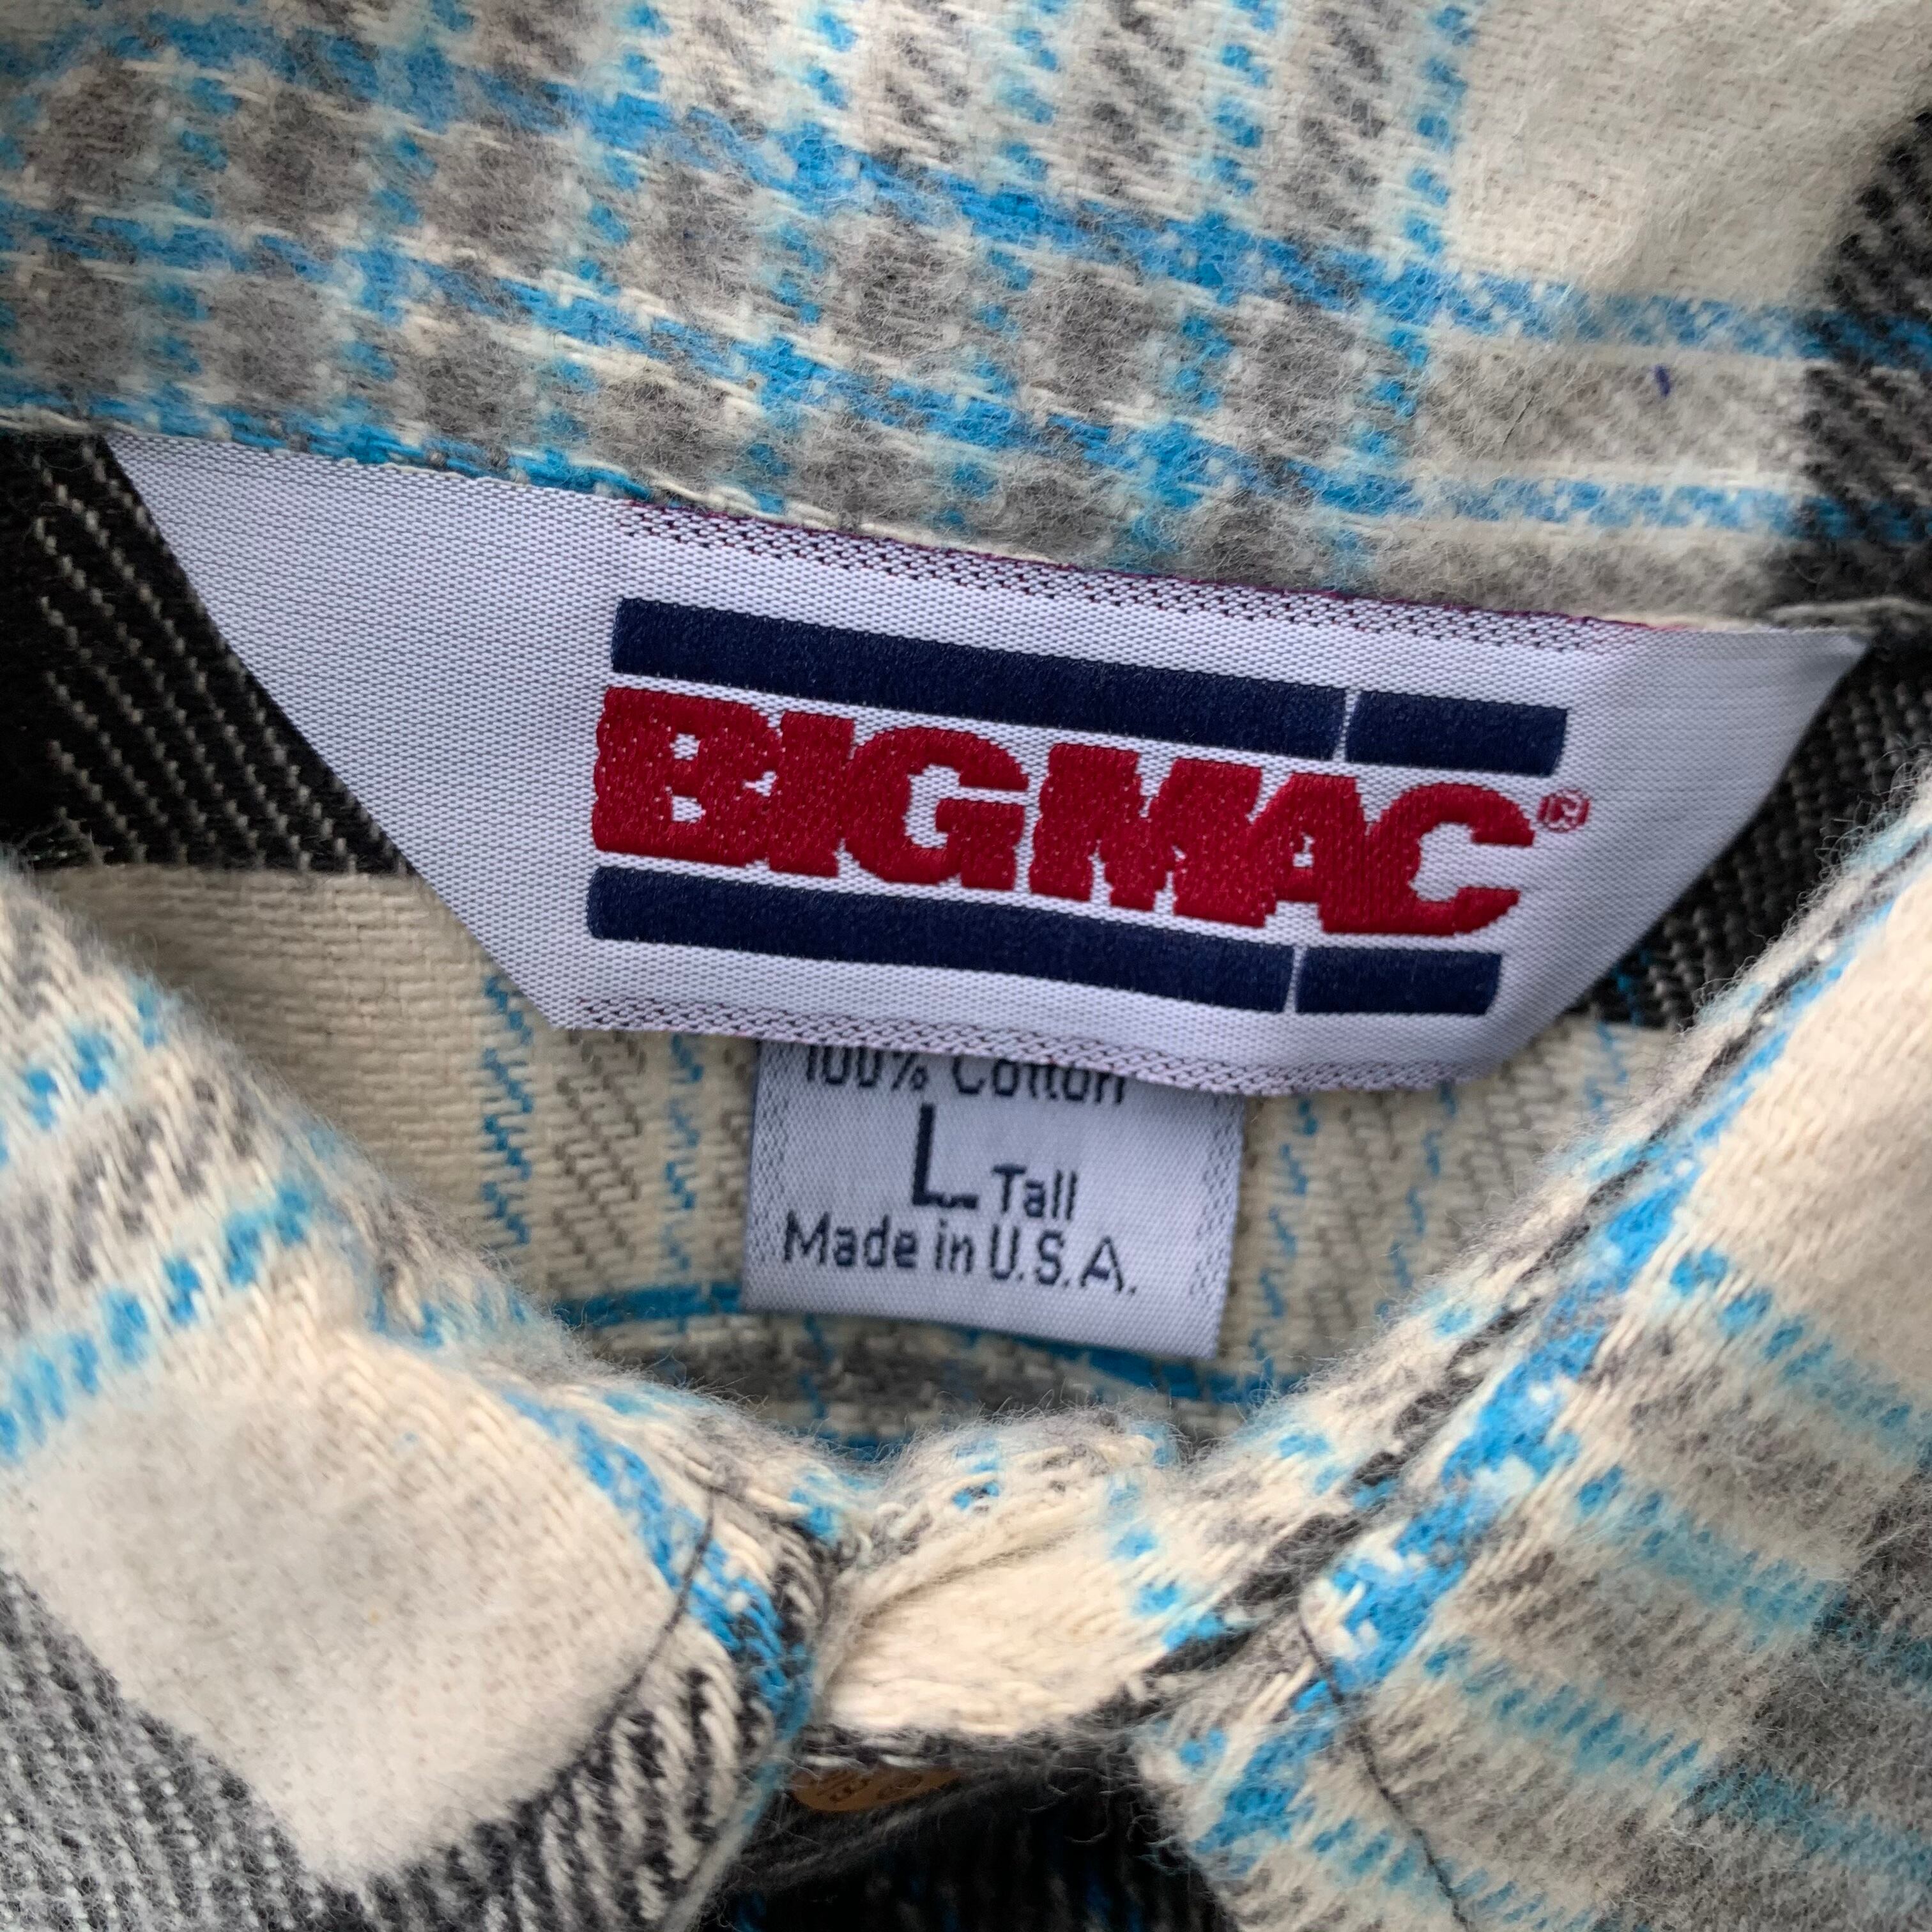 BIG MAC®
100% Cotton
L Tall
Made in U.S.A.